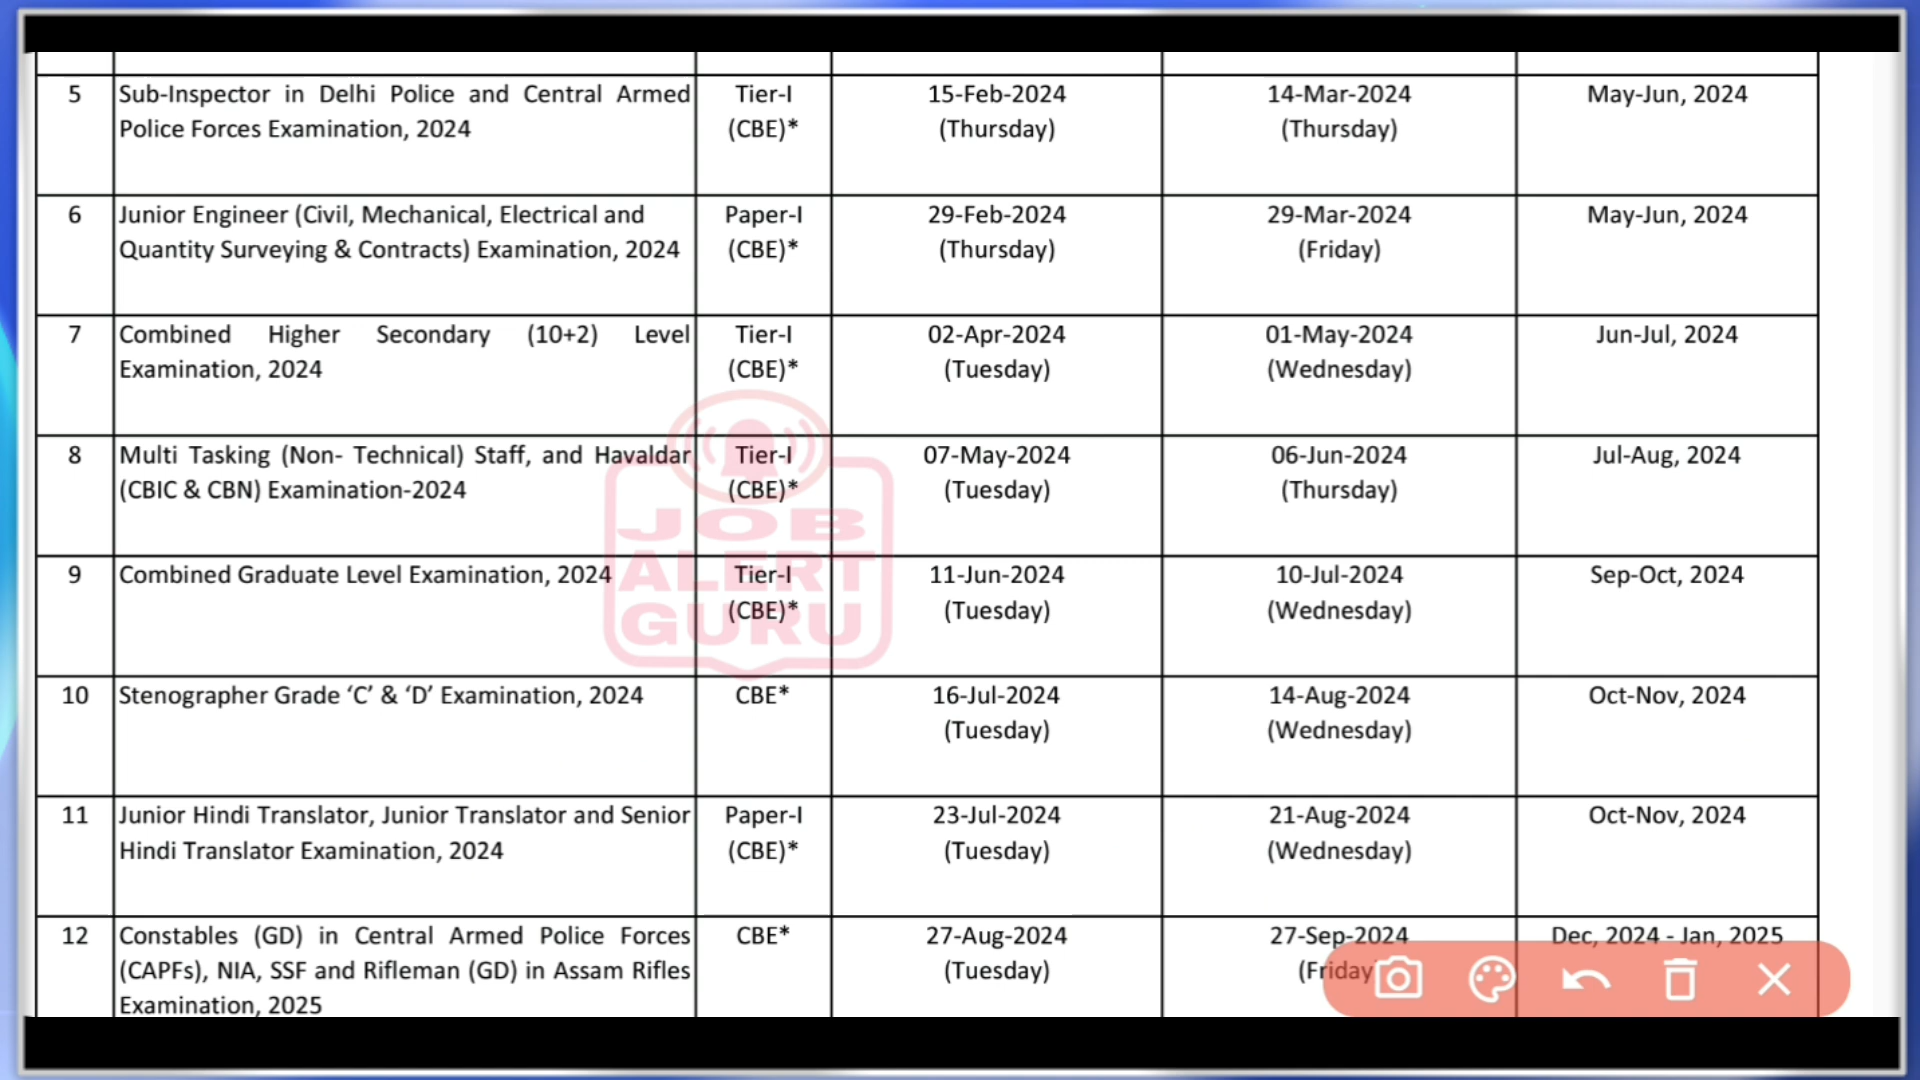 5 Sub-Inspector in Delhi Police and Central Armed Tier-I 15-Feb-2024 14-Mar-2024 May-Jun, 2024
Police Forces Examination, 2024 (CBE)* (Thursday) (Thursday)
6 Junior Engineer (Civil, Mechanical, Electrical and Paper-I 29-Feb-2024 29-Mar-2024 May-Jun, 2024
Quantity Surveying & Contracts) Examination, 2024 (CBE)* (Thursday) (Friday)
7 Combined Higher Secondary (10+2) Level Tier-I 02-Apr-2024 01-May-2024 Jun-Jul, 2024
Examination, 2024 (CBE)* (Tuesday) (Wednesday)
8 Multi Tasking (Non- Technical) Staff, and Havaldar Tier-I 07-May-2024 06-Jun-2024 Jul-Aug, 2024
(CBIC & CBN) Examination-2024 (CBE)* (Tuesday) (Thursday)
JOB
ALERT
GURU
9 Combined Graduate Level Examination, 2024 Tier-I 11-Jun-2024 10-Jul-2024 Sep-Oct, 2024
(CBE)* (Tuesday) (Wednesday)
10 Stenographer Grade ‘C’ & ‘D’ Examination, 2024 CBE* 16-Jul-2024 14-Aug-2024 Oct-Nov, 2024
(Tuesday) (Wednesday)
11 Junior Hindi Translator, Junior Translator and Senior Paper-I 23-Jul-2024 21-Aug-2024 Oct-Nov, 2024
Hindi Translator Examination, 2024 (CBE)* (Tuesday) (Wednesday)
12 Constables (GD) in Central Armed Police Forces CBE* 27-Aug-2024 27-Sep-2024 Dec, 2024 - Jan, 2025
(CAPFs), NIA, SSF and Rifleman (GD) in Assam Rifles (Tuesday) (Friday
Examination, 2025